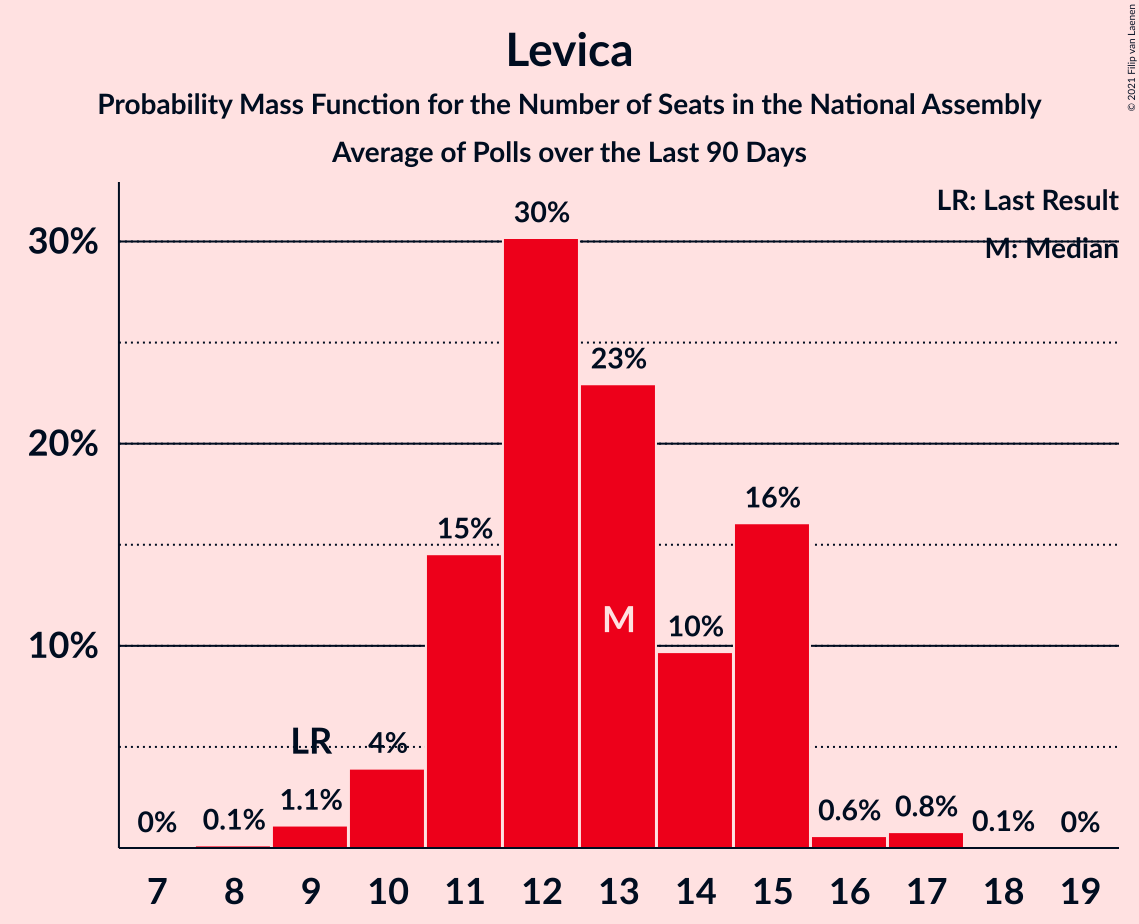 Levica
Probability Mass Function for the Number of Seats in the National Assembly
Average of Polls over the Last 90 Days
© 2021 Filip van Laenen
LR: Last Result
M: Median
30%
20%
10%
0%
0.1%
1.1%
LR
4%
15%
30%
23%
M
10%
16%
0.6%
0.8%
0.1%
0%
7 8 9 10 11 12 13 14 15 16 17 18 19